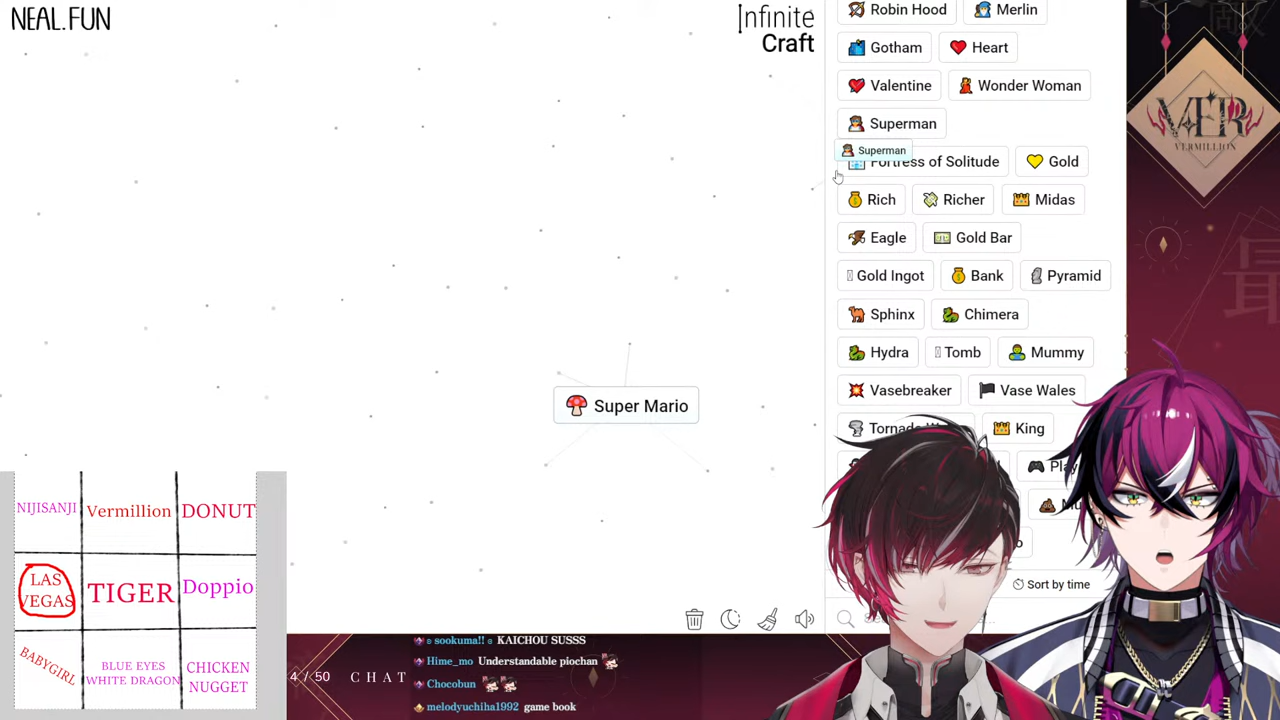 NEAL.FUN
Infinite
Craft
Robin Hood
Merlin
Gotham
Heart
Valentine
Wonder Woman
Superman
Superman
Fortress of Solitude
Gold
Rich
Richer
Midas
Eagle
Gold Bar
Gold Ingot
Bank
Pyramid
Sphinx
Chimera
Hydra
Tomb
Mummy
Vasebreaker
Vase Wales
King
Super Mario
Sort by time
VER
VERMILLION
NIJISANJI
Vermillion
DONUT
LAS
VEGAS
TIGER
Doppio
BABYGIRL
BLUE EYES
WHITE DRAGON
CHICKEN
NUGGET
4 / 50
CHAT
sookuma!! KAICHOU SUSSS
Hime_mo Understandable piochan
Chocobun
melodyuchiha1992 game book